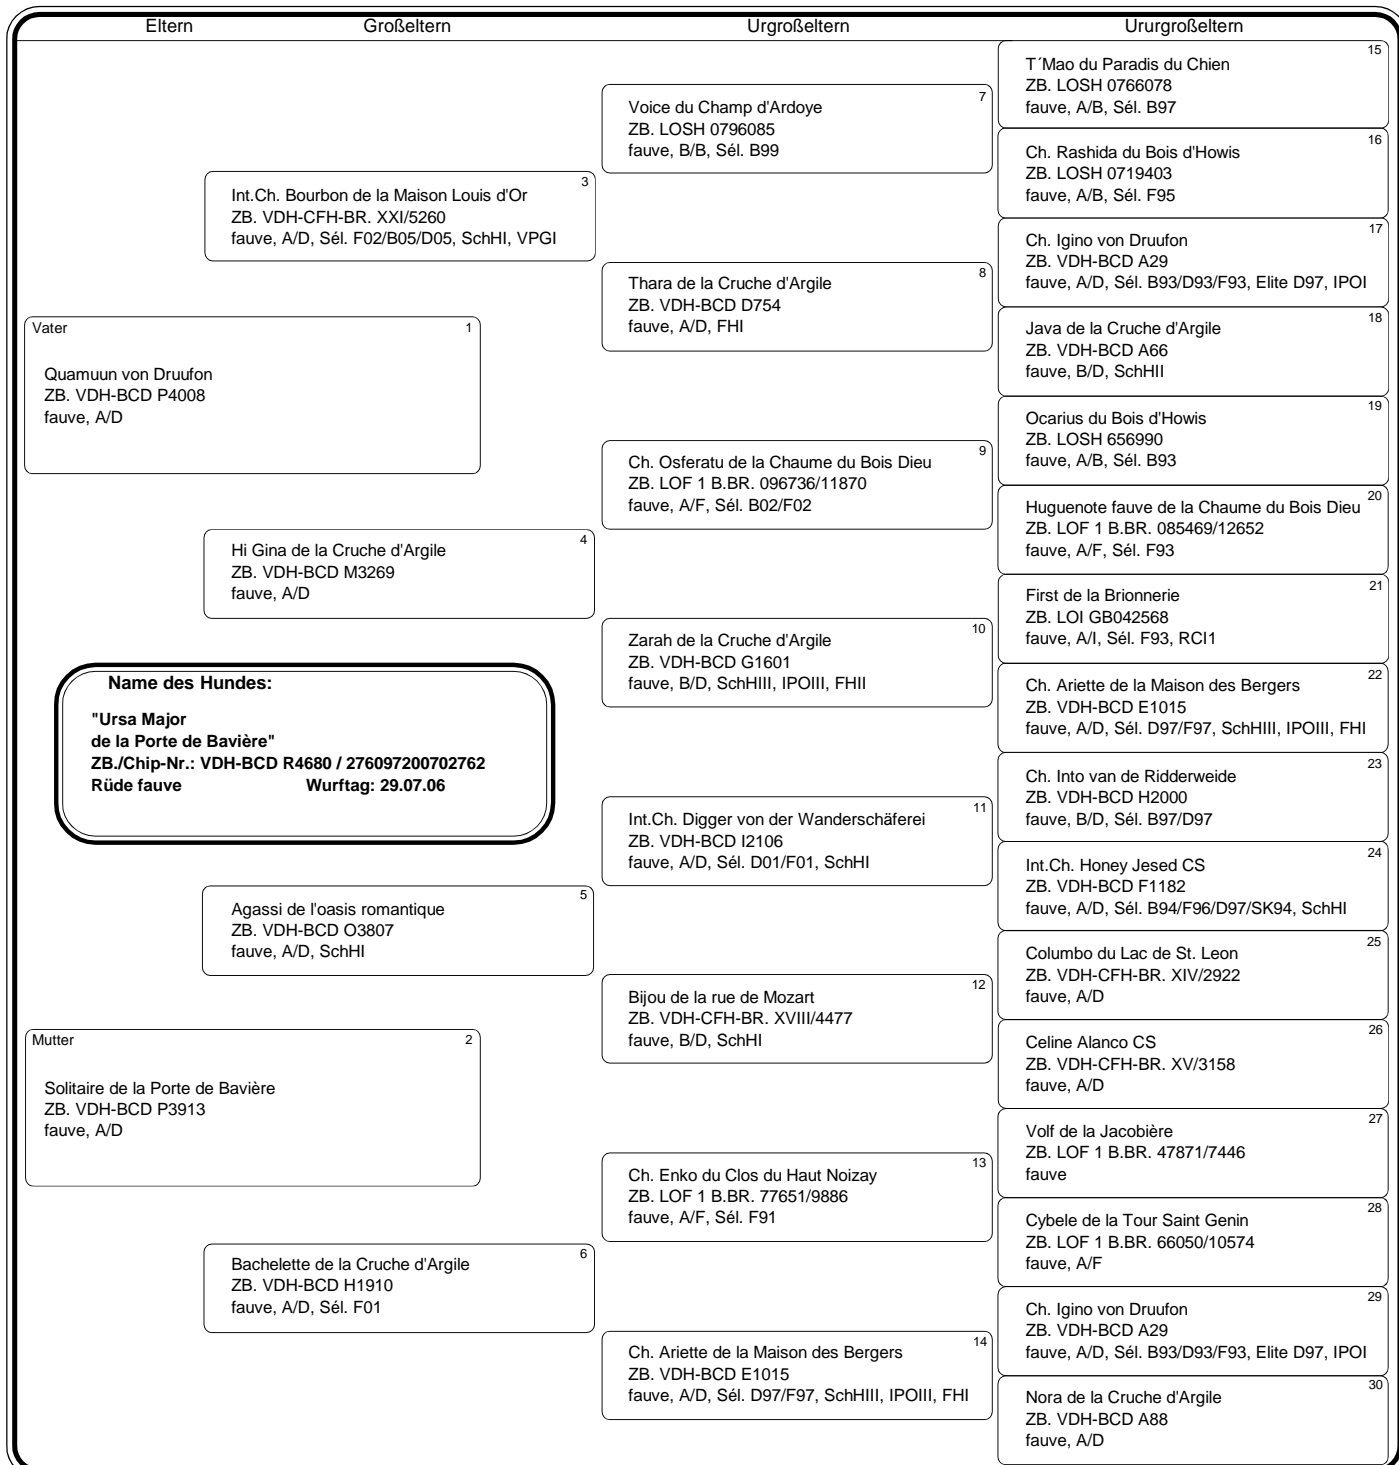 Eltern Großeltern Urgroßeltern Ururgroßeltern
Vater 1
Quamuun von Druufon
ZB. VDH-BCD P4008
fauve, A/D
Mutter 2
Solitaire de la Porte de Bavière
ZB. VDH-BCD P3913
fauve, A/D
Name des Hundes:
"Ursa Major
de la Porte de Bavière"
ZB./Chip-Nr.: VDH-BCD R4680 / 276097200702762
Rüde fauve Wurftag: 29.07.06
3
Int.Ch. Bourbon de la Maison Louis d'Or
ZB. VDH-CFH-BR. XXI/5260
fauve, A/D, Sél. F02/B05/D05, SchHI, VPGI
4
Hi Gina de la Cruche d'Argile
ZB. VDH-BCD M3269
fauve, A/D
5
Agassi de l'oasis romantique
ZB. VDH-BCD O3807
fauve, A/D, SchHI
6
Bachelette de la Cruche d'Argile
ZB. VDH-BCD H1910
fauve, A/D, Sél. F01
7
Voice du Champ d'Ardoye
ZB. LOSH 0796085
fauve, B/B, Sél. B99
8
Thara de la Cruche d'Argile
ZB. VDH-BCD D754
fauve, A/D, FHI
9
Ch. Osferatu de la Chaume du Bois Dieu
ZB. LOF 1 B.BR. 096736/11870
fauve, A/F, Sél. B02/F02
10
Zarah de la Cruche d'Argile
ZB. VDH-BCD G1601
fauve, B/D, SchHIII, IPOIII, FHII
11
Int.Ch. Digger von der Wanderschäferei
ZB. VDH-BCD I2106
fauve, A/D, Sél. D01/F01, SchHI
12
Bijou de la rue de Mozart
ZB. VDH-CFH-BR. XVIII/4477
fauve, B/D, SchHI
13
Ch. Enko du Clos du Haut Noizay
ZB. LOF 1 B.BR. 77651/9886
fauve, A/F, Sél. F91
14
Ch. Ariette de la Maison des Bergers
ZB. VDH-BCD E1015
fauve, A/D, Sél. D97/F97, SchHIII, IPOIII, FHI
15
T´Mao du Paradis du Chien
ZB. LOSH 0766078
fauve, A/B, Sél. B97
16
Ch. Rashida du Bois d'Howis
ZB. LOSH 0719403
fauve, A/B, Sél. F95
17
Ch. Igino von Druufon
ZB. VDH-BCD A29
fauve, A/D, Sél. B93/D93/F93, Elite D97, IPOI
18
Java de la Cruche d'Argile
ZB. VDH-BCD A66
fauve, B/D, SchHII
19
Ocarius du Bois d'Howis
ZB. LOSH 656990
fauve, A/B, Sél. B93
20
Huguenote fauve de la Chaume du Bois Dieu
ZB. LOF 1 B.BR. 085469/12652
fauve, A/F, Sél. F93
21
First de la Brionnerie
ZB. LOI GB042568
fauve, A/I, Sél. F93, RCI1
22
Ch. Ariette de la Maison des Bergers
ZB. VDH-BCD E1015
fauve, A/D, Sél. D97/F97, SchHIII, IPOIII, FHI
23
Ch. Into van de Ridderweide
ZB. VDH-BCD H2000
fauve, B/D, Sél. B97/D97
24
Int.Ch. Honey Jesed CS
ZB. VDH-BCD F1182
fauve, A/D, Sél. B94/F96/D97/SK94, SchHI
25
Columbo du Lac de St. Leon
ZB. VDH-CFH-BR. XIV/2922
fauve, A/D
26
Celine Alanco CS
ZB. VDH-CFH-BR. XV/3158
fauve, A/D
27
Volf de la Jacobière
ZB. LOF 1 B.BR. 47871/7446
fauve
28
Cybele de la Tour Saint Genin
ZB. LOF 1 B.BR. 66050/10574
fauve, A/F
29
Ch. Igino von Druufon
ZB. VDH-BCD A29
fauve, A/D, Sél. B93/D93/F93, Elite D97, IPOI
30
Nora de la Cruche d'Argile
ZB. VDH-BCD A88
fauve, A/D